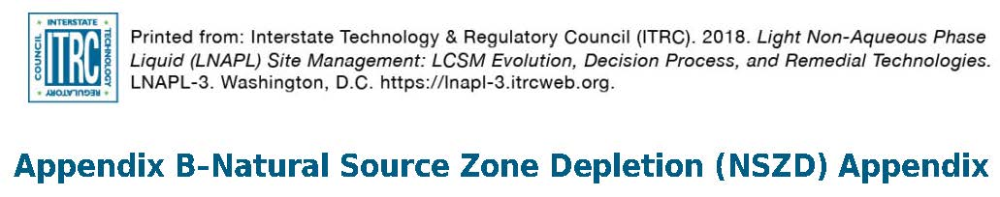 INTERSTATE
COUNCIL
ITRC
TECHNOLOGY
REGULATORY
Printed from: Interstate Technology & Regulatory Council (ITRC). 2018. Light Non-Aqueous Phase
Liquid (LNAPL) Site Management: LCSM Evolution, Decision Process, and Remedial Technologies.
LNAPL-3. Washington, D.C. https://lnapl-3.itrcweb.org.
Appendix B–Natural Source Zone Depletion (NSZD) Appendix